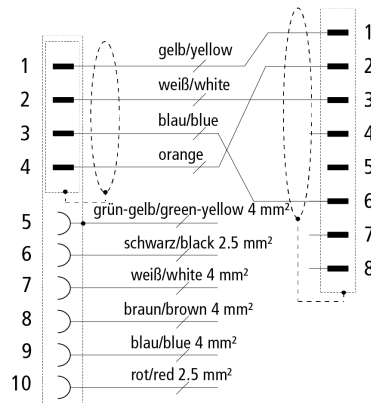 1
gelb/yellow
1
2
weiß/white
2
3
blau/blue
3
4
orange
4
5
5
grün-gelb/green-yellow 4 mm²
6
6
schwarz/black 2.5 mm²
7
7
weiß/white 4 mm²
8
8
braun/brown 4 mm²
9
blau/blue 4 mm²
10
rot/red 2.5 mm²